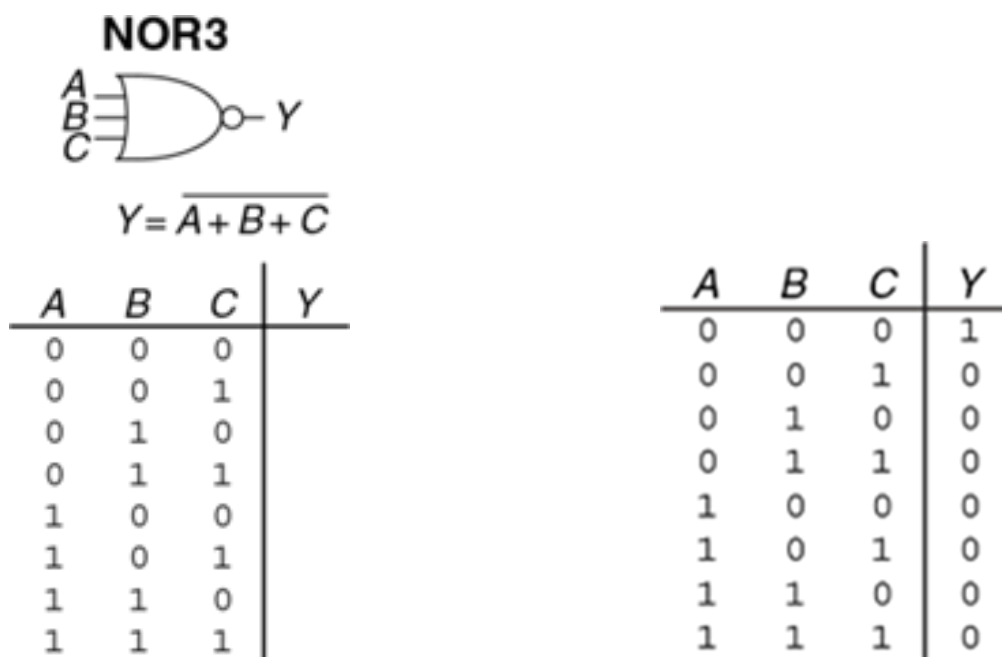 NOR3
A
B
C
Y
Y = A + B + C
A B C Y
0 0 0
0 0 1
0 1 0
0 1 1
1 0 0
1 0 1
1 1 0
1 1 1
A B C Y
0 0 0 1
0 0 1 0
0 1 0 0
0 1 1 0
1 0 0 0
1 0 1 0
1 1 0 0
1 1 1 0